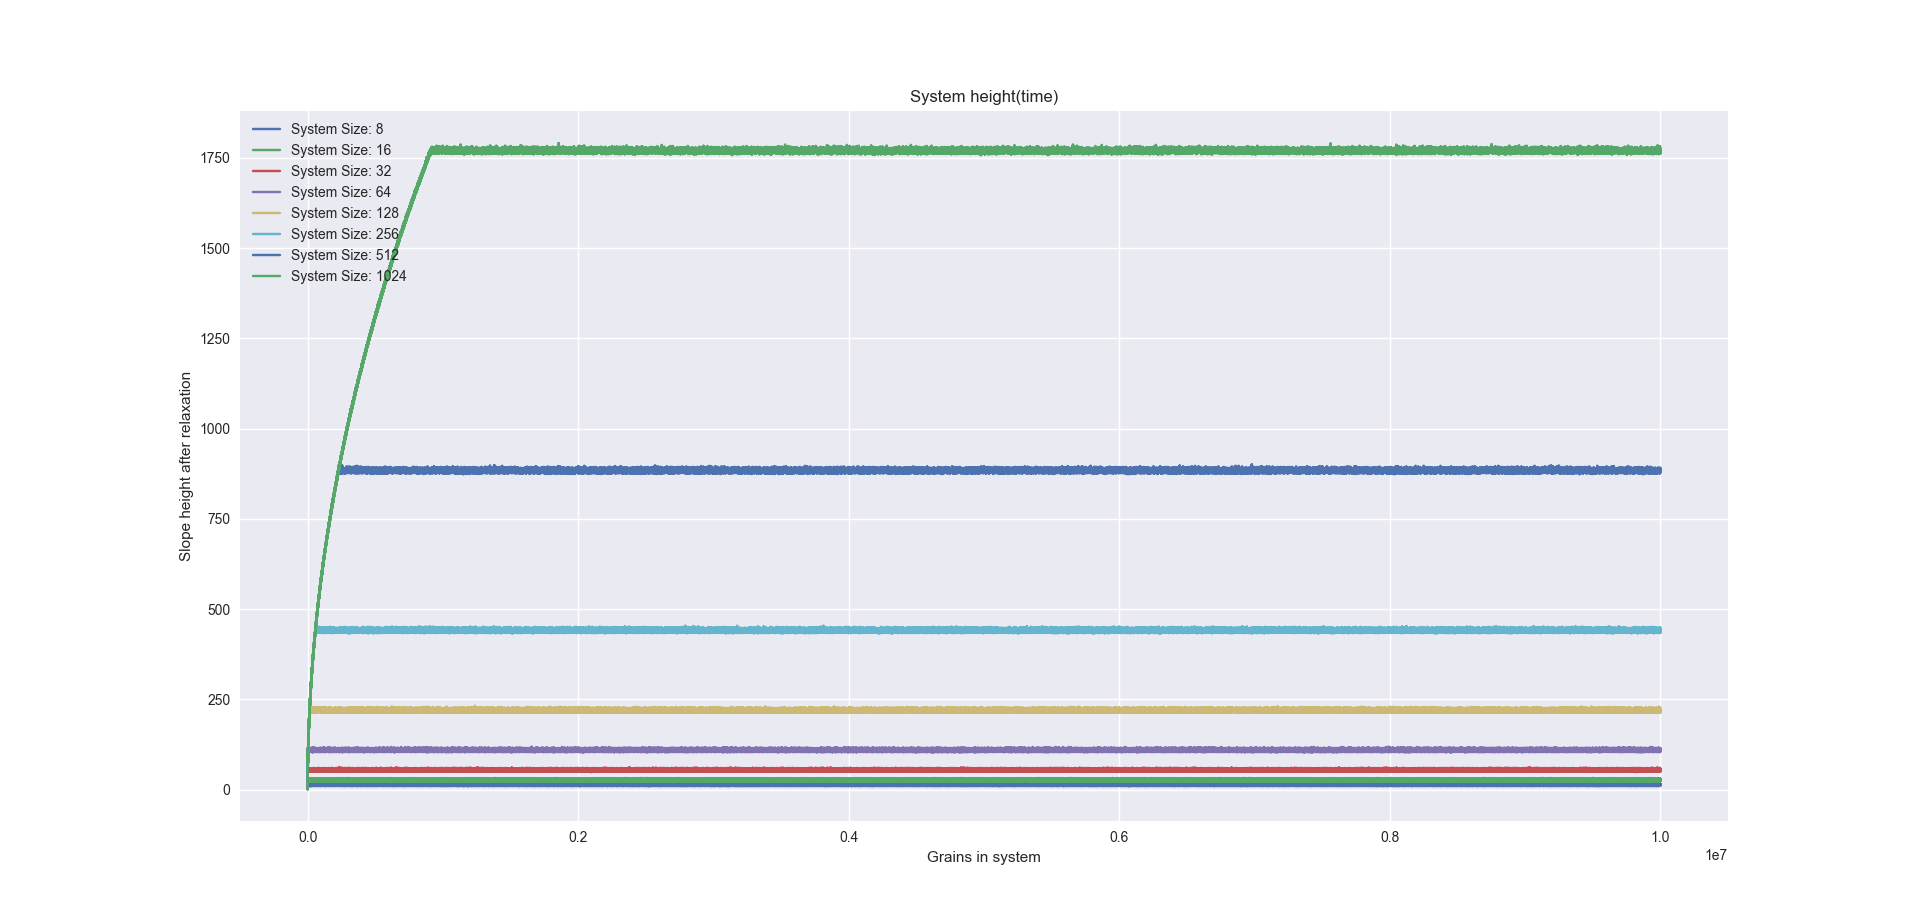 System height(time)
System Size: 8
System Size: 16
System Size: 32
System Size: 64
System Size: 128
System Size: 256
System Size: 512
System Size: 1024
Slope height after relaxation
1750
1500
1250
1000
750
500
250
0
0.0 0.2 0.4 0.6 0.8 1.0
1e7
Grains in system